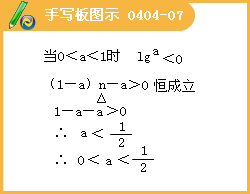 手写板图示 0404-07
当0<a<1时 lg^a<0
(1-a) n-a>0 恒成立
△
1-a-a>0
∴ a< 1/2
∴ 0<a< 1/2